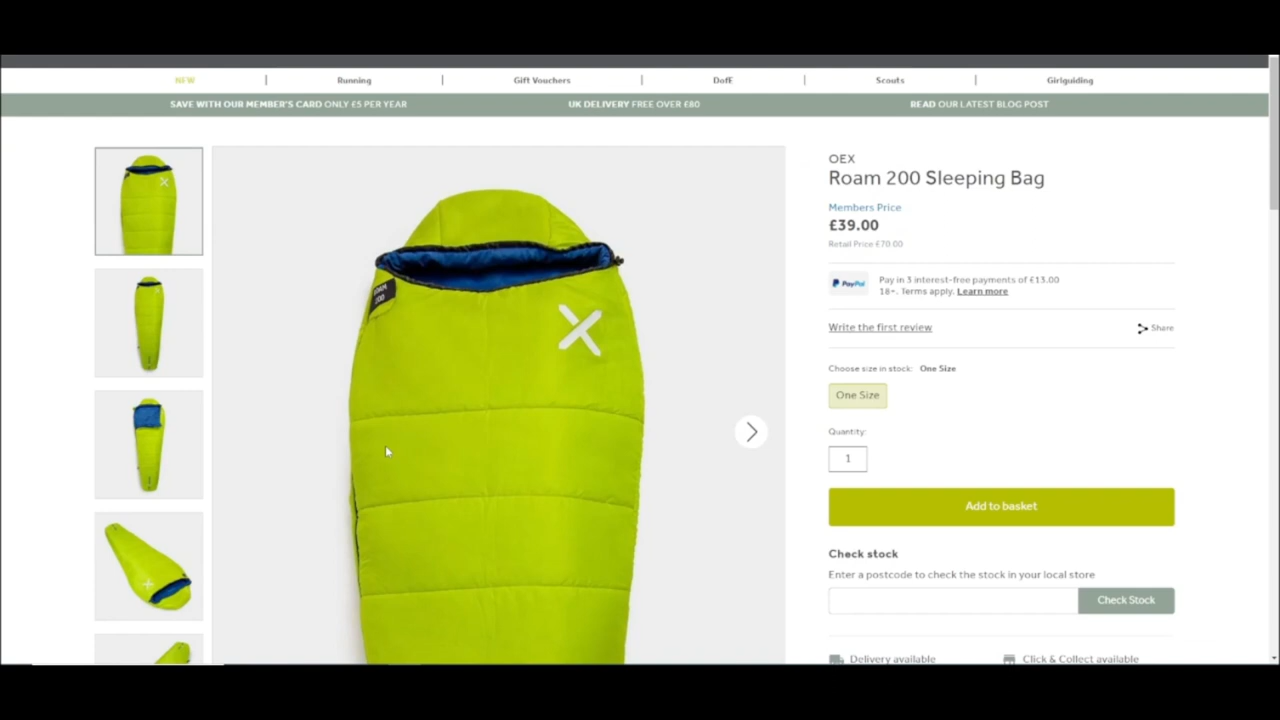 NEW | Running | Gift Vouchers | DofE | Scouts | Girlguiding
SAVE WITH OUR MEMBER'S CARD ONLY £5 PER YEAR UK DELIVERY FREE OVER £80 READ OUR LATEST BLOG POST
OEX
Roam 200 Sleeping Bag
Members Price
£39.00
Retail Price £70.00
PayPal
Pay in 3 interest-free payments of £13.00
18+. Terms apply. Learn more
Write the first review
Share
Choose size in stock: One Size
One Size
Quantity:
1
Add to basket
Check stock
Enter a postcode to check the stock in your local store
Check Stock
Delivery available
Click & Collect available
ROAM
200